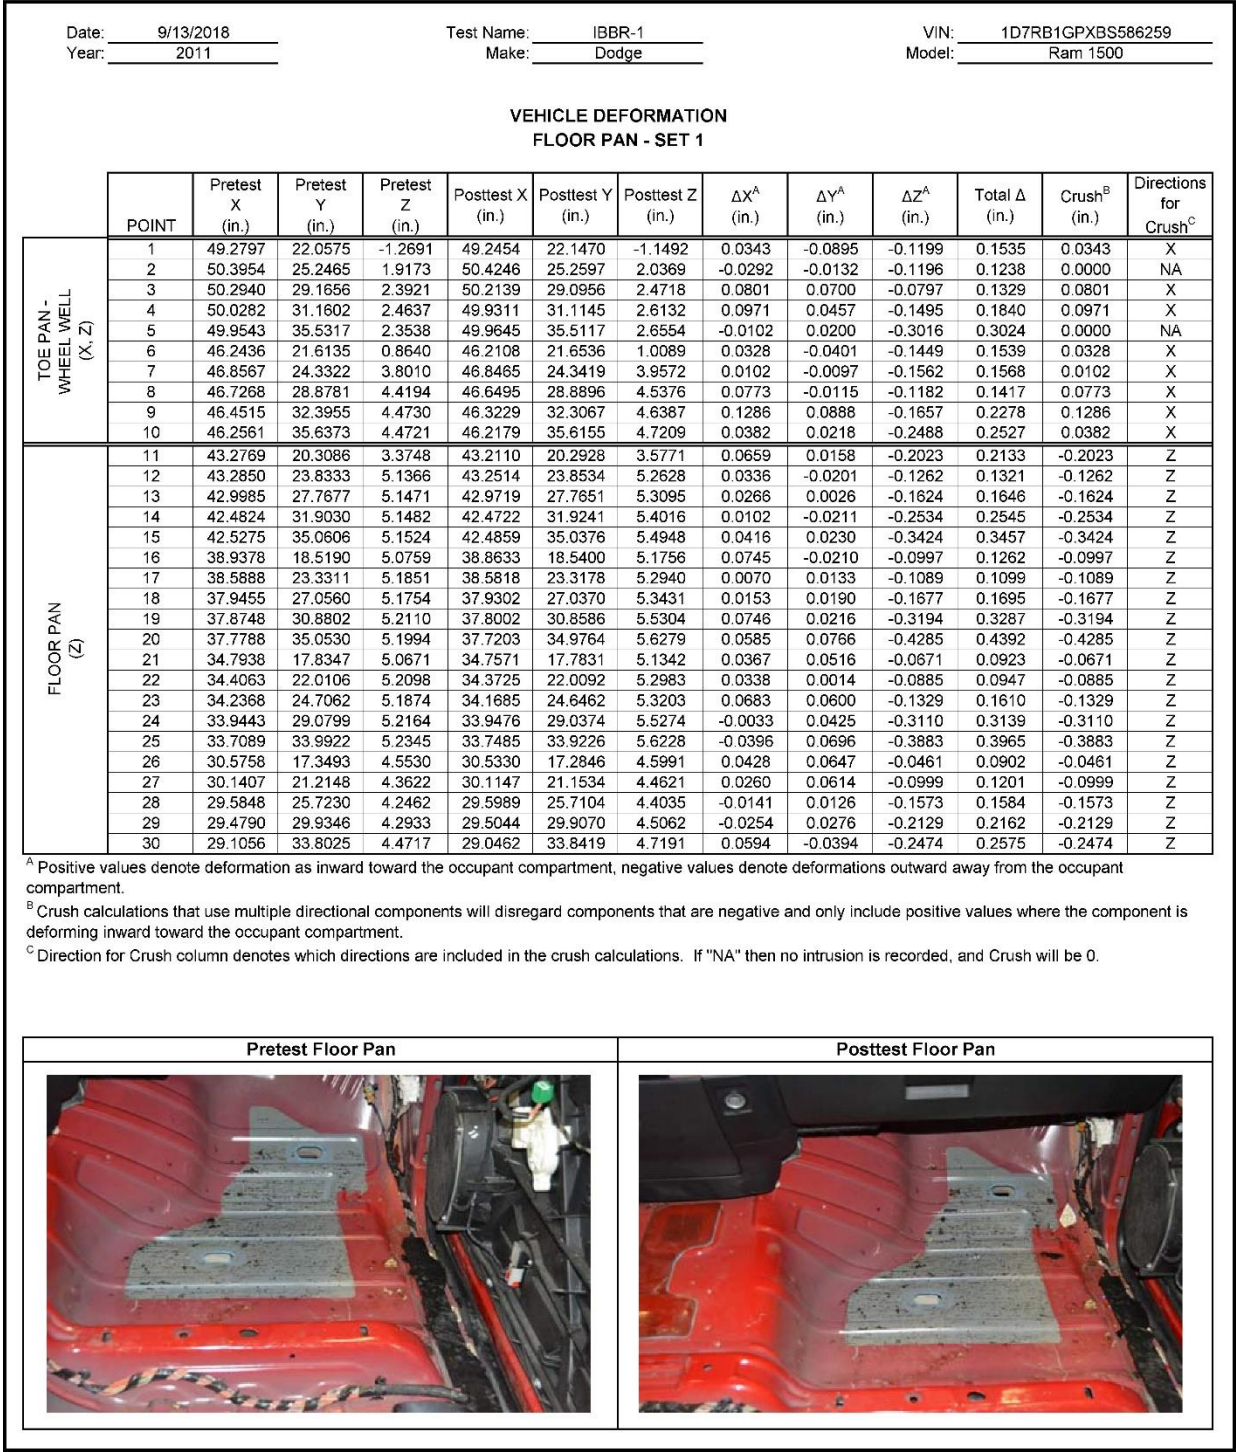 Date: 9/13/2018 Test Name: IBBR-1 VIN: 1D7RB1GPXBS586259
Year: 2011 Make: Dodge Model: Ram 1500
VEHICLE DEFORMATION
FLOOR PAN - SET 1
POINT Pretest X (in.) Pretest Y (in.) Pretest Z (in.) Posttest X (in.) Posttest Y (in.) Posttest Z (in.) ΔXᴬ (in.) ΔYᴬ (in.) ΔZᴬ (in.) Total Δ (in.) Crushᴮ (in.) Directions for Crushᶜ
TOE PAN - WHEEL WELL (X, Z)
1 49.2797 22.0575 -1.2691 49.2454 22.1470 -1.1492 0.0343 -0.0895 -0.1199 0.1535 0.0343 X
2 50.3954 25.2465 1.9173 50.4246 25.2597 2.0369 -0.0292 -0.0132 -0.1196 0.1238 0.0000 NA
3 50.2940 29.1656 2.3921 50.2139 29.0956 2.4718 0.0801 0.0700 -0.0797 0.1329 0.0801 X
4 50.0282 31.1602 2.4637 49.9311 31.1145 2.6132 0.0971 0.0457 -0.1495 0.1840 0.0971 X
5 49.9543 35.5317 2.3538 49.9645 35.5117 2.6554 -0.0102 0.0200 -0.3016 0.3024 0.0000 NA
6 46.2436 21.6135 0.8640 46.2108 21.6536 1.0089 0.0328 -0.0401 -0.1449 0.1539 0.0328 X
7 46.8567 24.3322 3.8010 46.8465 24.3419 3.9572 0.0102 -0.0097 -0.1562 0.1568 0.0102 X
8 46.7268 28.8781 4.4194 46.6495 28.8896 4.5376 0.0773 -0.0115 -0.1182 0.1417 0.0773 X
9 46.4515 32.3955 4.4730 46.3229 32.3067 4.6387 0.1286 0.0888 -0.1657 0.2278 0.1286 X
10 46.2561 35.6373 4.4721 46.2179 35.6155 4.7209 0.0382 0.0218 -0.2488 0.2527 0.0382 X
FLOOR PAN (Z)
11 43.2769 20.3086 3.3748 43.2110 20.2928 3.5771 0.0659 0.0158 -0.2023 0.2133 -0.2023 Z
12 43.2850 23.8333 5.1366 43.2514 23.8534 5.2628 0.0336 -0.0201 -0.1262 0.1321 -0.1262 Z
13 42.9985 27.7677 5.1471 42.9719 27.7651 5.3095 0.0266 0.0026 -0.1624 0.1646 -0.1624 Z
14 42.4824 31.9030 5.1482 42.4722 31.9241 5.4016 0.0102 -0.0211 -0.2534 0.2545 -0.2534 Z
15 42.5275 35.0606 5.1524 42.4859 35.0376 5.4948 0.0416 0.0230 -0.3424 0.3457 -0.3424 Z
16 38.9378 18.5190 5.0759 38.8633 18.5400 5.1756 0.0745 -0.0210 -0.0997 0.1262 -0.0997 Z
17 38.5888 23.3311 5.1851 38.5818 23.3178 5.2940 0.0070 0.0133 -0.1089 0.1099 -0.1089 Z
18 37.9455 27.0560 5.1754 37.9302 27.0370 5.3431 0.0153 0.0190 -0.1677 0.1695 -0.1677 Z
19 37.8748 30.8802 5.2110 37.8002 30.8586 5.5304 0.0746 0.0216 -0.3194 0.3287 -0.3194 Z
20 37.7788 35.0530 5.1994 37.7203 34.9764 5.6279 0.0585 0.0766 -0.4285 0.4392 -0.4285 Z
21 34.7938 17.8347 5.0671 34.7571 17.7831 5.1342 0.0367 0.0516 -0.0671 0.0923 -0.0671 Z
22 34.4063 22.0106 5.2098 34.3725 22.0092 5.2983 0.0338 0.0014 -0.0885 0.0947 -0.0885 Z
23 34.2368 24.7062 5.1874 34.1685 24.6462 5.3203 0.0683 0.0600 -0.1329 0.1610 -0.1329 Z
24 33.9443 29.0799 5.2164 33.9476 29.0374 5.5274 -0.0033 0.0425 -0.3110 0.3139 -0.3110 Z
25 33.7089 33.9922 5.2345 33.7485 33.9226 5.6228 -0.0396 0.0696 -0.3883 0.3965 -0.3883 Z
26 30.5758 17.3493 4.5530 30.5330 17.2846 4.5991 0.0428 0.0647 -0.0461 0.0902 -0.0461 Z
27 30.1407 21.2148 4.3622 30.1147 21.1534 4.4621 0.0260 0.0614 -0.0999 0.1201 -0.0999 Z
28 29.5848 25.7230 4.2462 29.5989 25.7104 4.4035 -0.0141 0.0126 -0.1573 0.1584 -0.1573 Z
29 29.4790 29.9346 4.2933 29.5044 29.9070 4.5062 -0.0254 0.0276 -0.2129 0.2162 -0.2129 Z
30 29.1056 33.8025 4.4717 29.0462 33.8419 4.7191 0.0594 -0.0394 -0.2474 0.2575 -0.2474 Z
ᴬ Positive values denote deformation as inward toward the occupant compartment, negative values denote deformations outward away from the occupant
compartment.
ᴮ Crush calculations that use multiple directional components will disregard components that are negative and only include positive values where the component is
deforming inward toward the occupant compartment.
ᶜ Direction for Crush column denotes which directions are included in the crush calculations. If "NA" then no intrusion is recorded, and Crush will be 0.
Pretest Floor Pan Posttest Floor Pan